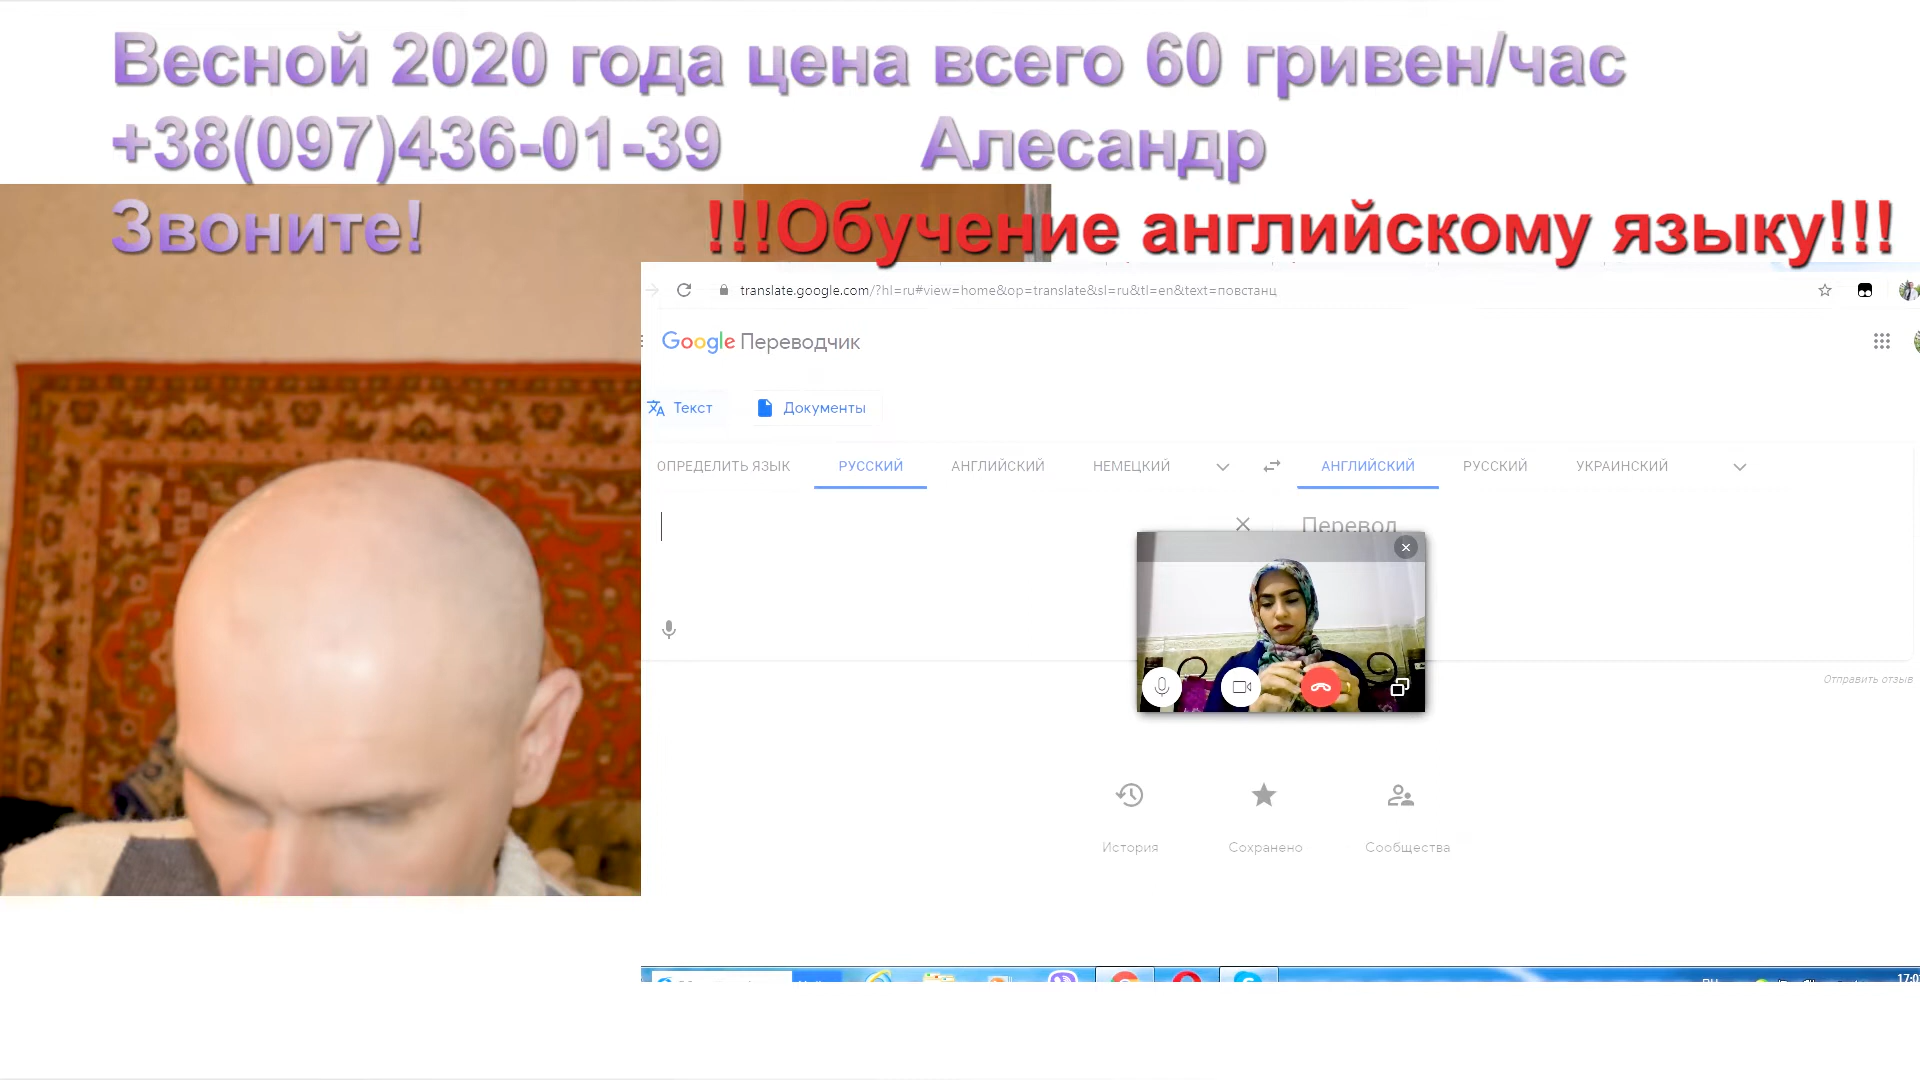 Весной 2020 года цена всего 60 гривен/час
+38(097)436-01-39 Алесандр
Звоните! !!!Обучение английскому языку!!!
translate.google.com/?hl=ru#view=home&op=translate&sl=ru&tl=en&text=повстанц
Google Переводчик
Текст Документы
ОПРЕДЕЛИТЬ ЯЗЫК РУССКИЙ АНГЛИЙСКИЙ НЕМЕЦКИЙ АНГЛИЙСКИЙ РУССКИЙ УКРАИНСКИЙ
Перевод
Отправить отзыв
История Сохранено Сообщества